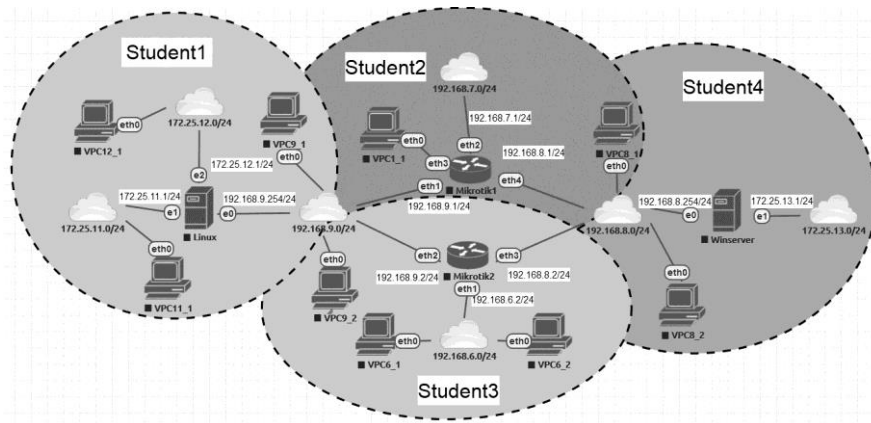 Student1
Student2
Student3
Student4
172.25.12.0/24
eth0
■ VPC12_1
e2
172.25.12.1/24
■ VPC9_1
eth0
172.25.11.1/24
192.168.9.254/24
172.25.11.0/24
e1
e0
■ Linux
eth0
■ VPC11_1
192.168.9.0/24
192.168.7.0/24
192.168.7.1/24
eth2
■ VPC1_1
eth0
eth3
192.168.8.1/24
■ Mikrotik1
eth1
eth4
192.168.9.1/24
eth0
■ VPC9_2
eth2
eth3
■ Mikrotik2
192.168.9.2/24
192.168.8.2/24
eth1
192.168.6.2/24
eth0
■ VPC6_1
192.168.6.0/24
eth0
■ VPC6_2
■ VPC8_1
eth0
192.168.8.0/24
192.168.8.254/24
172.25.13.1/24
e0
e1
■ Winserver
172.25.13.0/24
eth0
■ VPC8_2